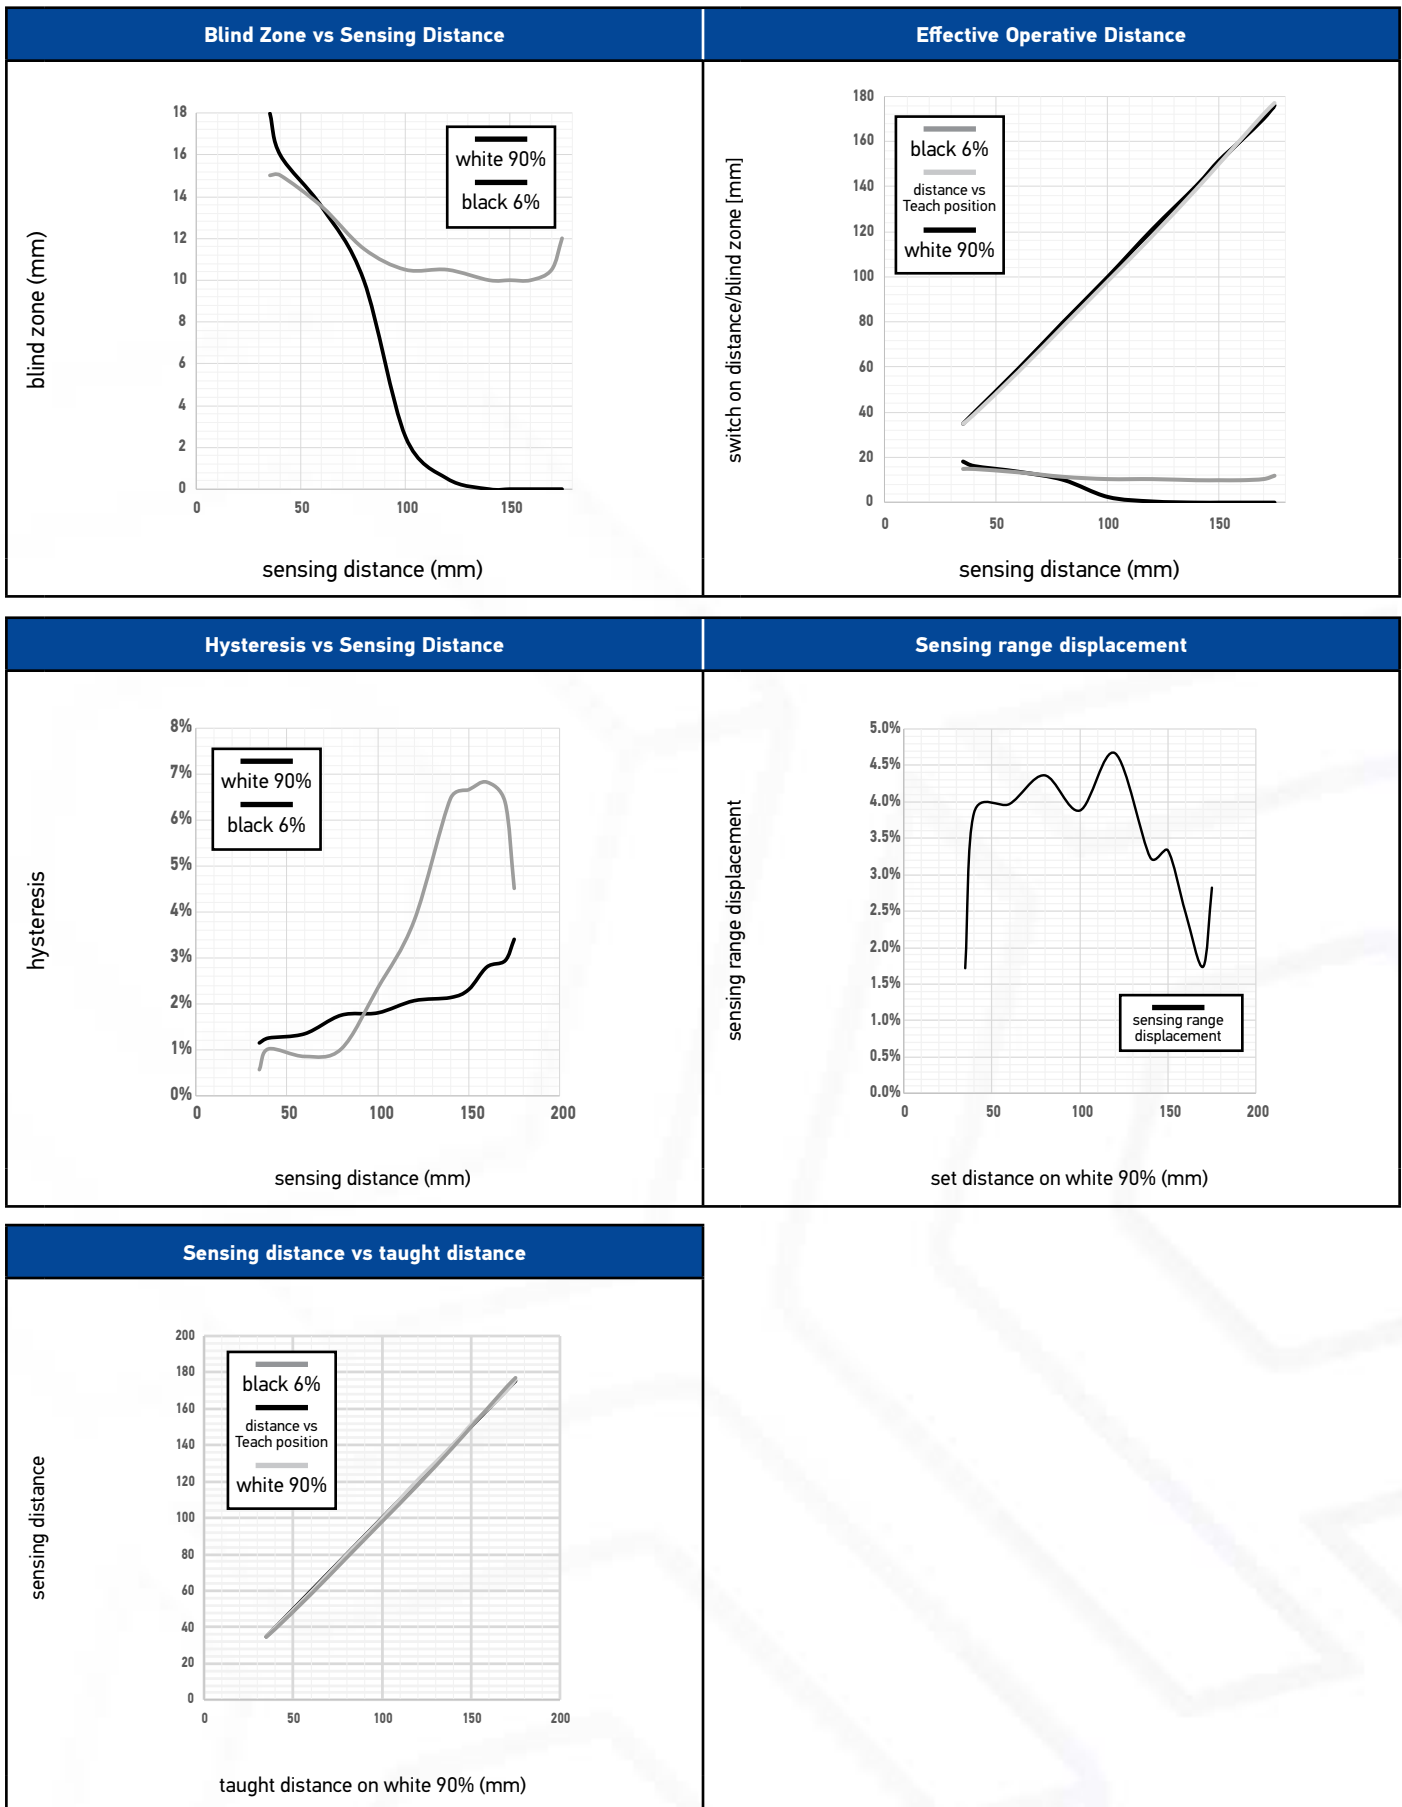 Blind Zone vs Sensing Distance
blind zone (mm)
18
16
14
12
10
8
6
4
2
0
white 90%
black 6%
0 50 100 150
sensing distance (mm)
Effective Operative Distance
switch on distance/blind zone [mm]
180
160
140
120
100
80
60
40
20
0
black 6%
distance vs
Teach position
white 90%
0 50 100 150
sensing distance (mm)
Hysteresis vs Sensing Distance
hysteresis
8%
7%
6%
5%
4%
3%
2%
1%
0%
white 90%
black 6%
0 50 100 150 200
sensing distance (mm)
Sensing range displacement
sensing range displacement
5.0%
4.5%
4.0%
3.5%
3.0%
2.5%
2.0%
1.5%
1.0%
0.5%
0.0%
sensing range
displacement
0 50 100 150 200
set distance on white 90% (mm)
Sensing distance vs taught distance
sensing distance
200
180
160
140
120
100
80
60
40
20
0
black 6%
distance vs
Teach position
white 90%
0 50 100 150 200
taught distance on white 90% (mm)